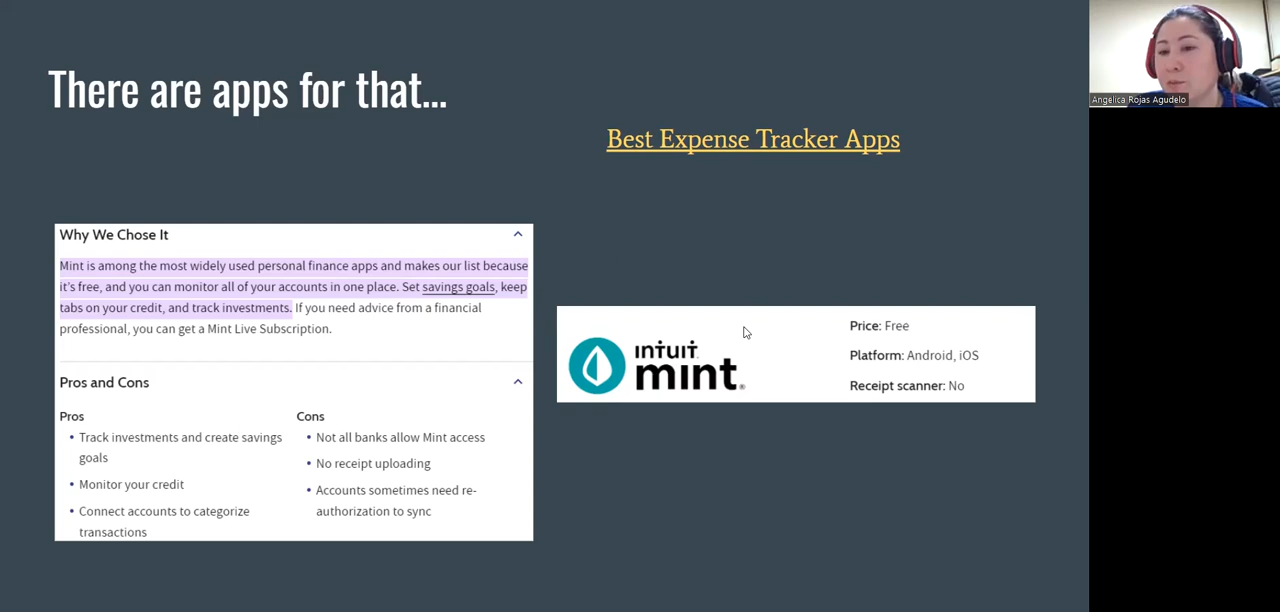 There are apps for that...
Best Expense Tracker Apps
Why We Chose It
Mint is among the most widely used personal finance apps and makes our list because
it's free, and you can monitor all of your accounts in one place. Set savings goals, keep
tabs on your credit, and track investments. If you need advice from a financial
professional, you can get a Mint Live Subscription.
Pros and Cons
Pros
Track investments and create savings
goals
Monitor your credit
Connect accounts to categorize
transactions
Cons
Not all banks allow Mint access
No receipt uploading
Accounts sometimes need re-
authorization to sync
intuit
mint®
Price: Free
Platform: Android, iOS
Receipt scanner: No
Angelica Rojas Agudelo